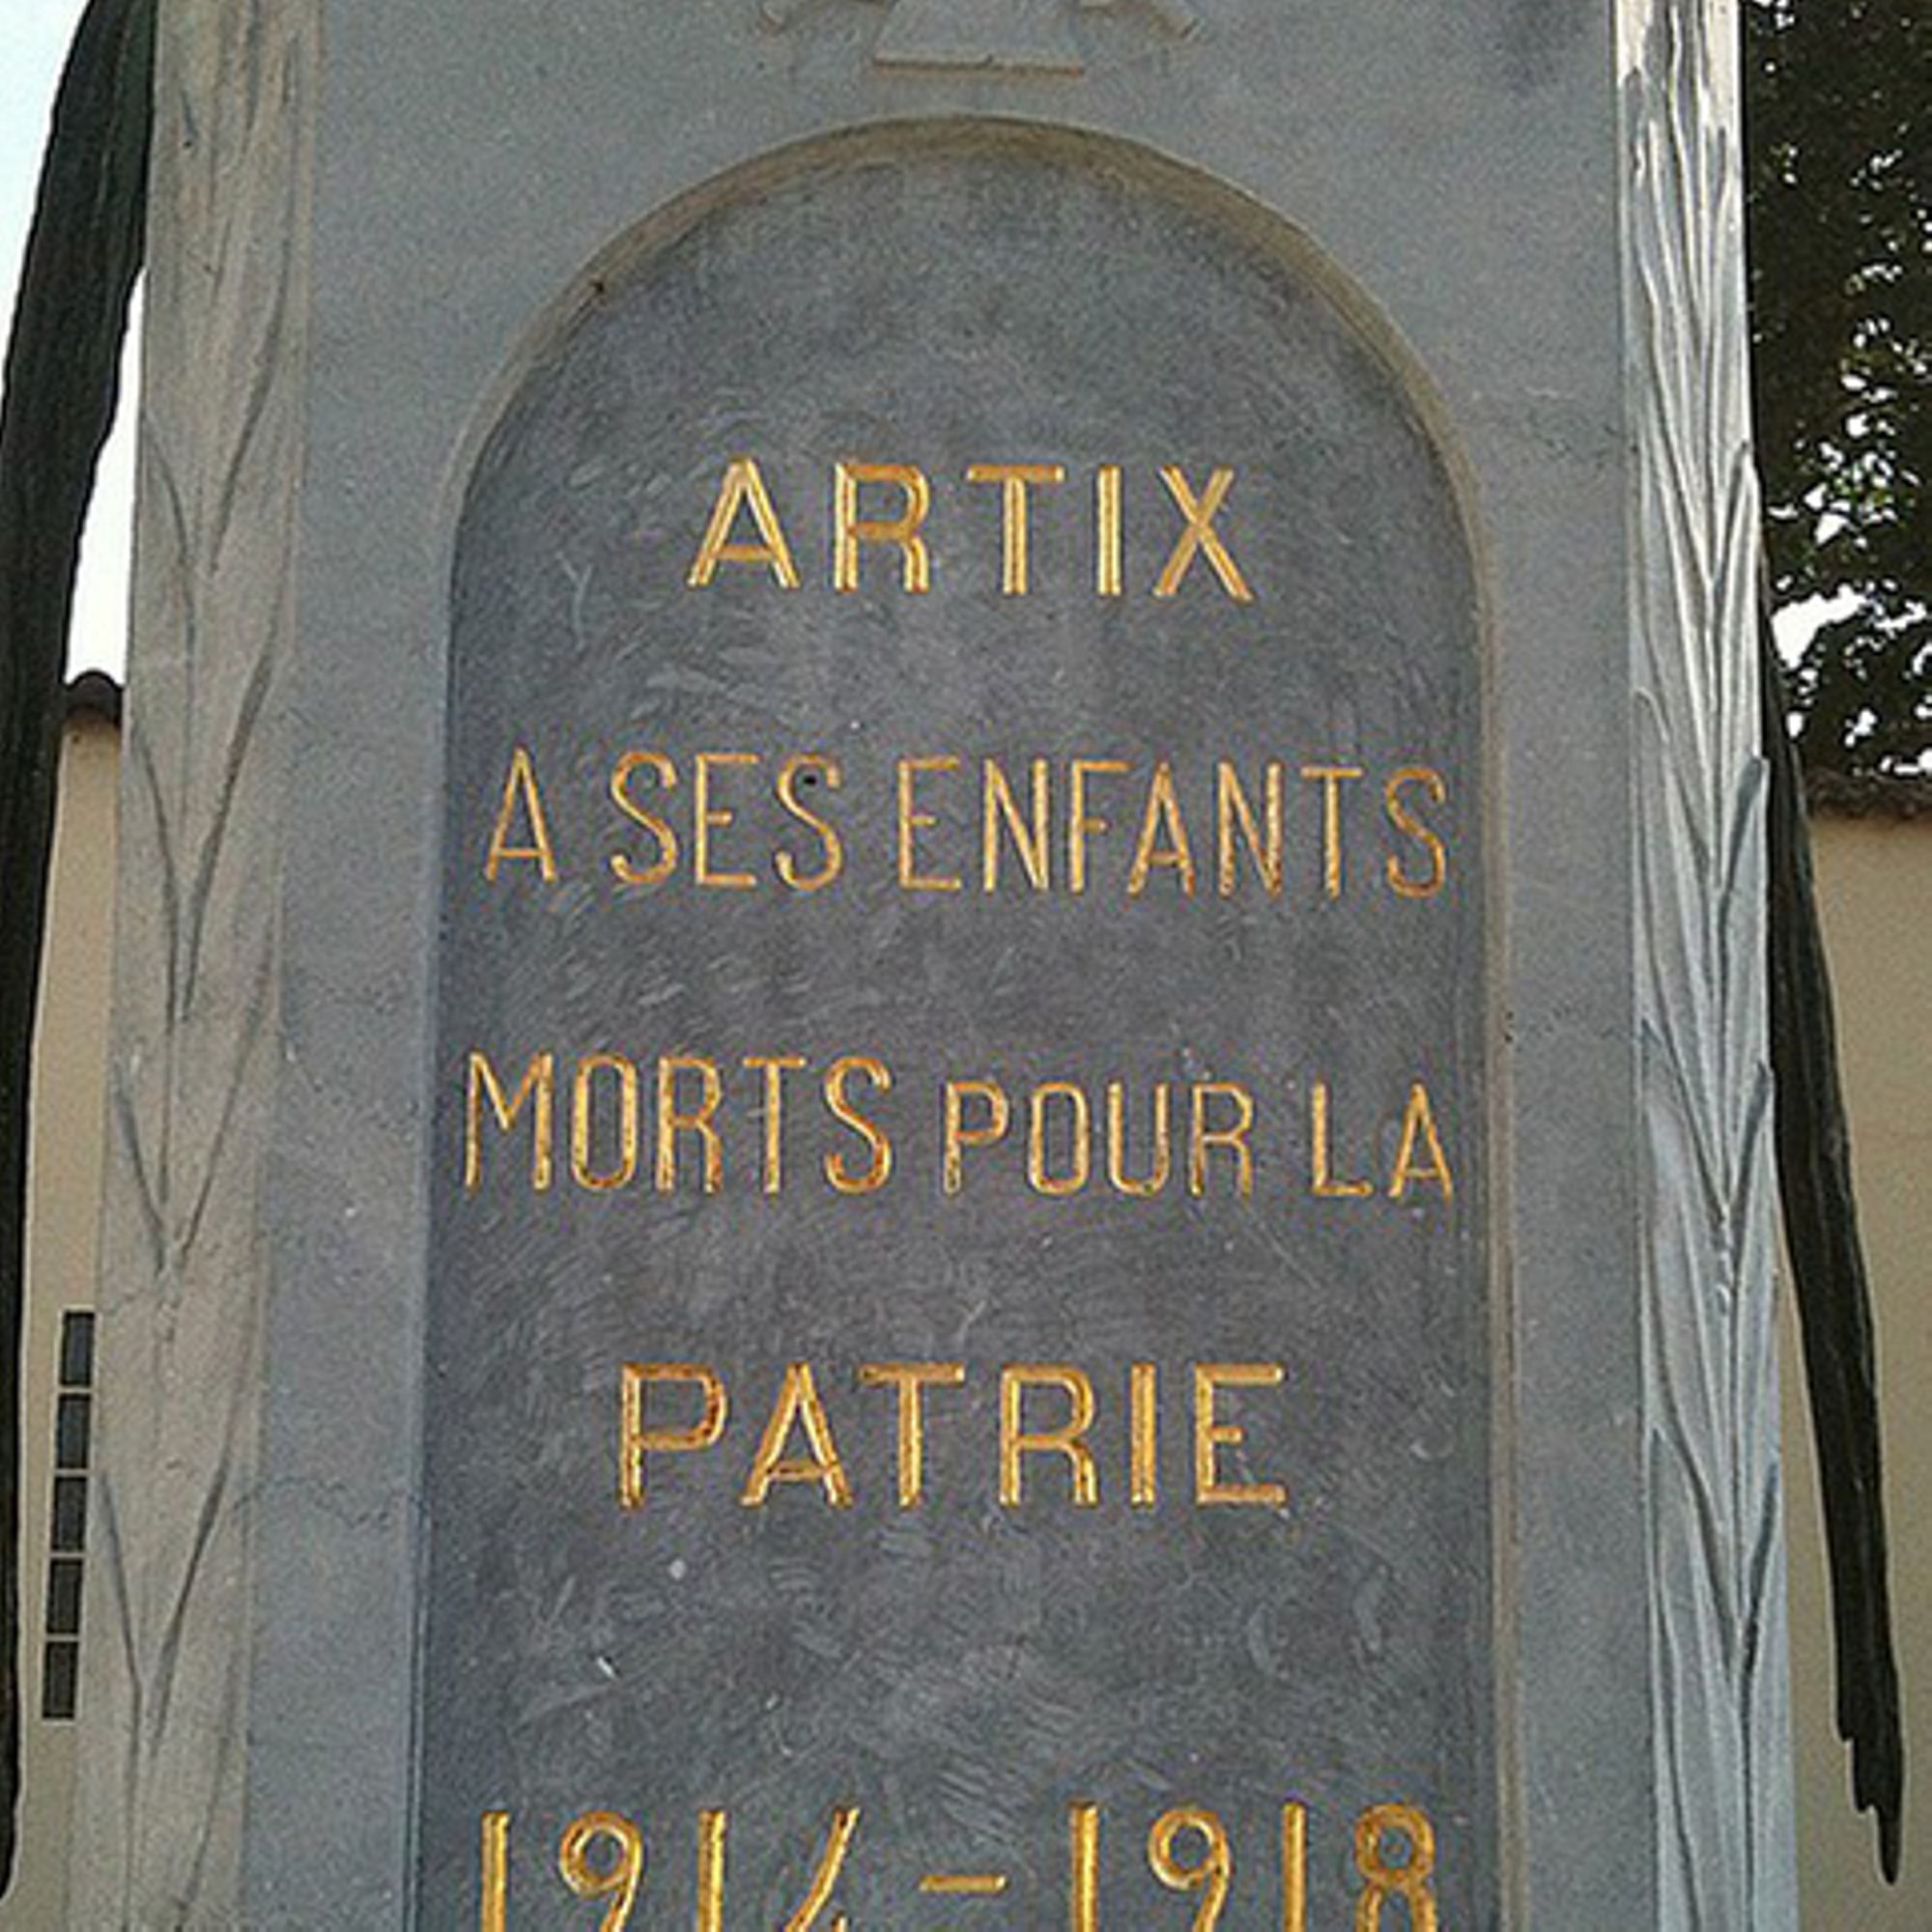 ARTIX
A SES ENFANTS
MORTS POUR LA
PATRIE
1914-1918